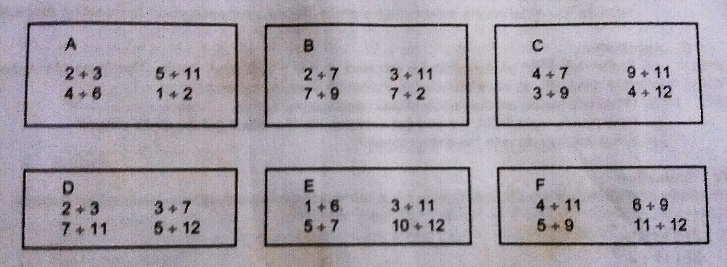 A
2 ÷ 3 5 ÷ 11
4 ÷ 6 1 ÷ 2
B
2 ÷ 7 3 ÷ 11
7 ÷ 9 7 ÷ 2
C
4 ÷ 7 9 ÷ 11
3 ÷ 9 4 ÷ 12
D
2 ÷ 3 3 ÷ 7
7 ÷ 11 5 ÷ 12
E
1 ÷ 6 3 ÷ 11
5 ÷ 7 10 ÷ 12
F
4 ÷ 11 6 ÷ 9
5 ÷ 9 11 ÷ 12